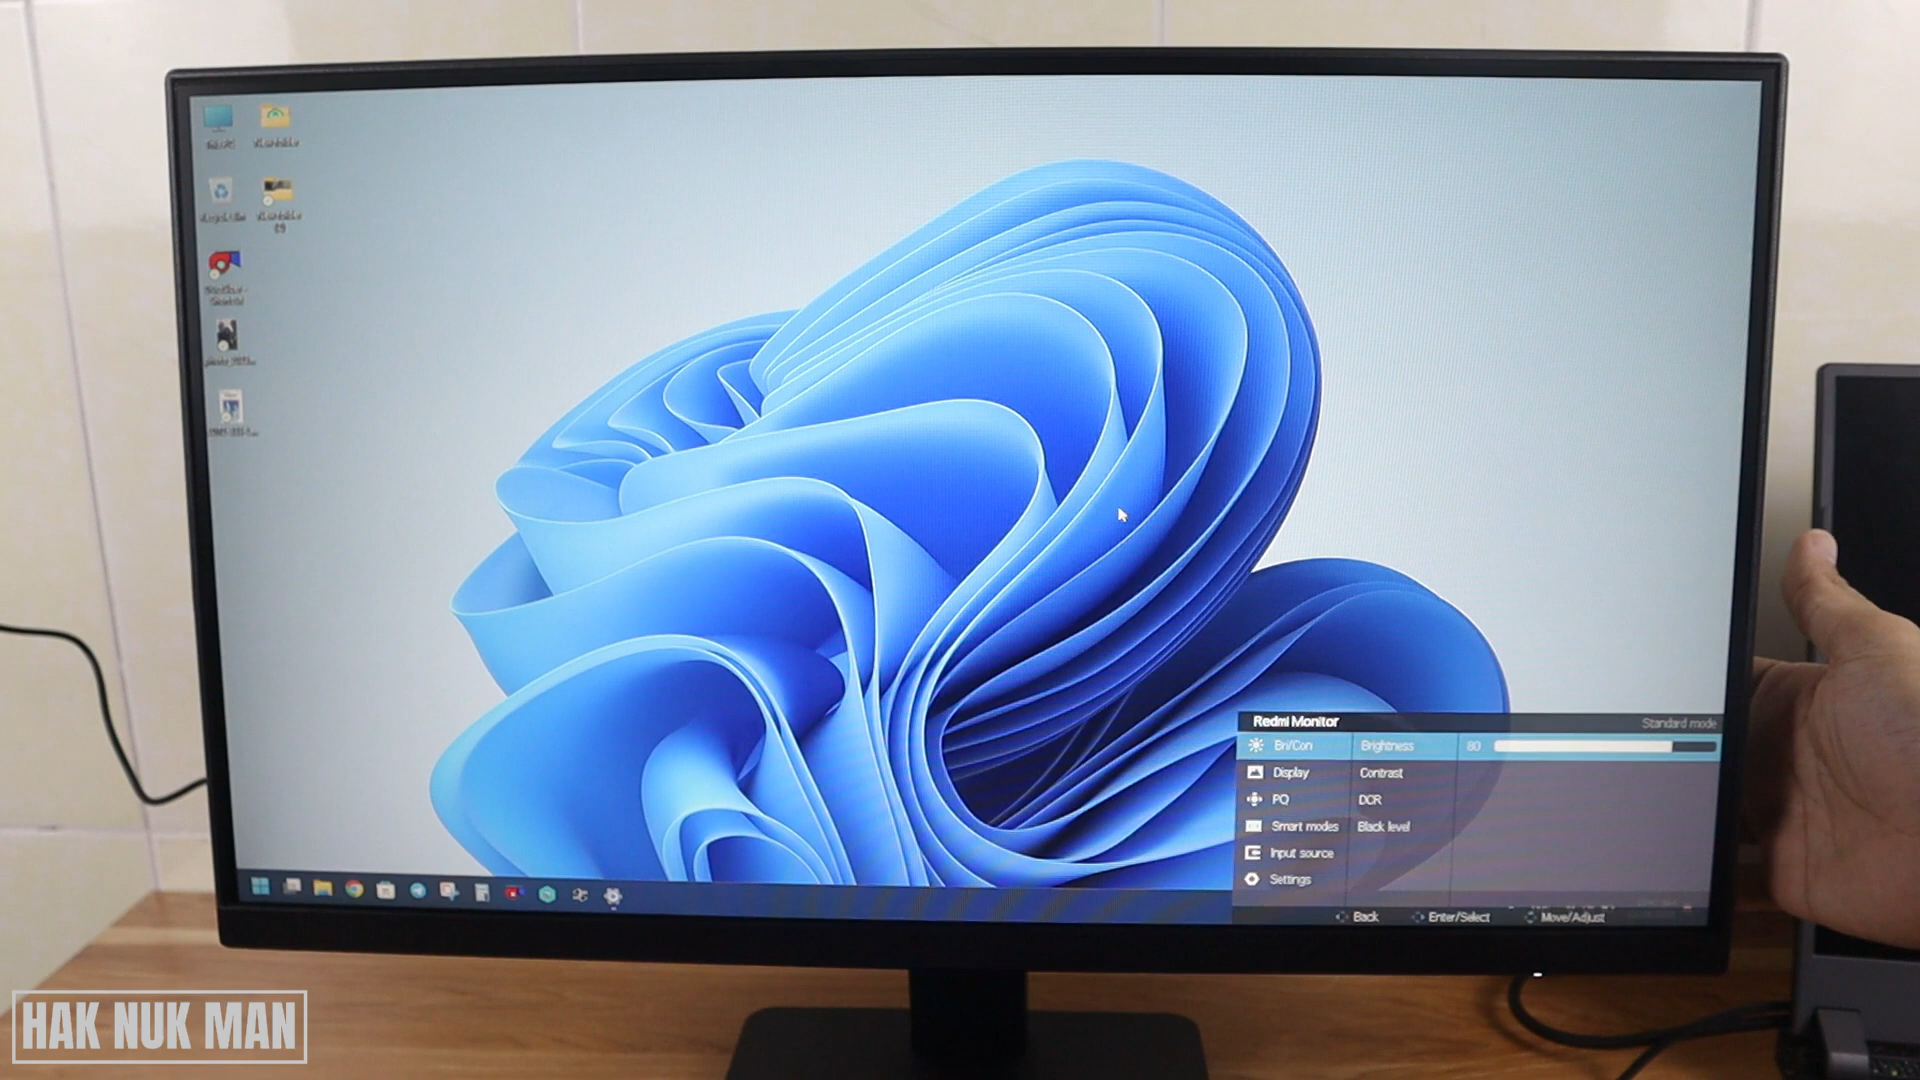 Redmi Monitor
Standard mode
Bri/Con
Brightness
80
Display
Contrast
PQ
DCR
Smart modes
Black level
Input source
Settings
Back
Enter/Select
Move/Adjust
HAK NUK MAN